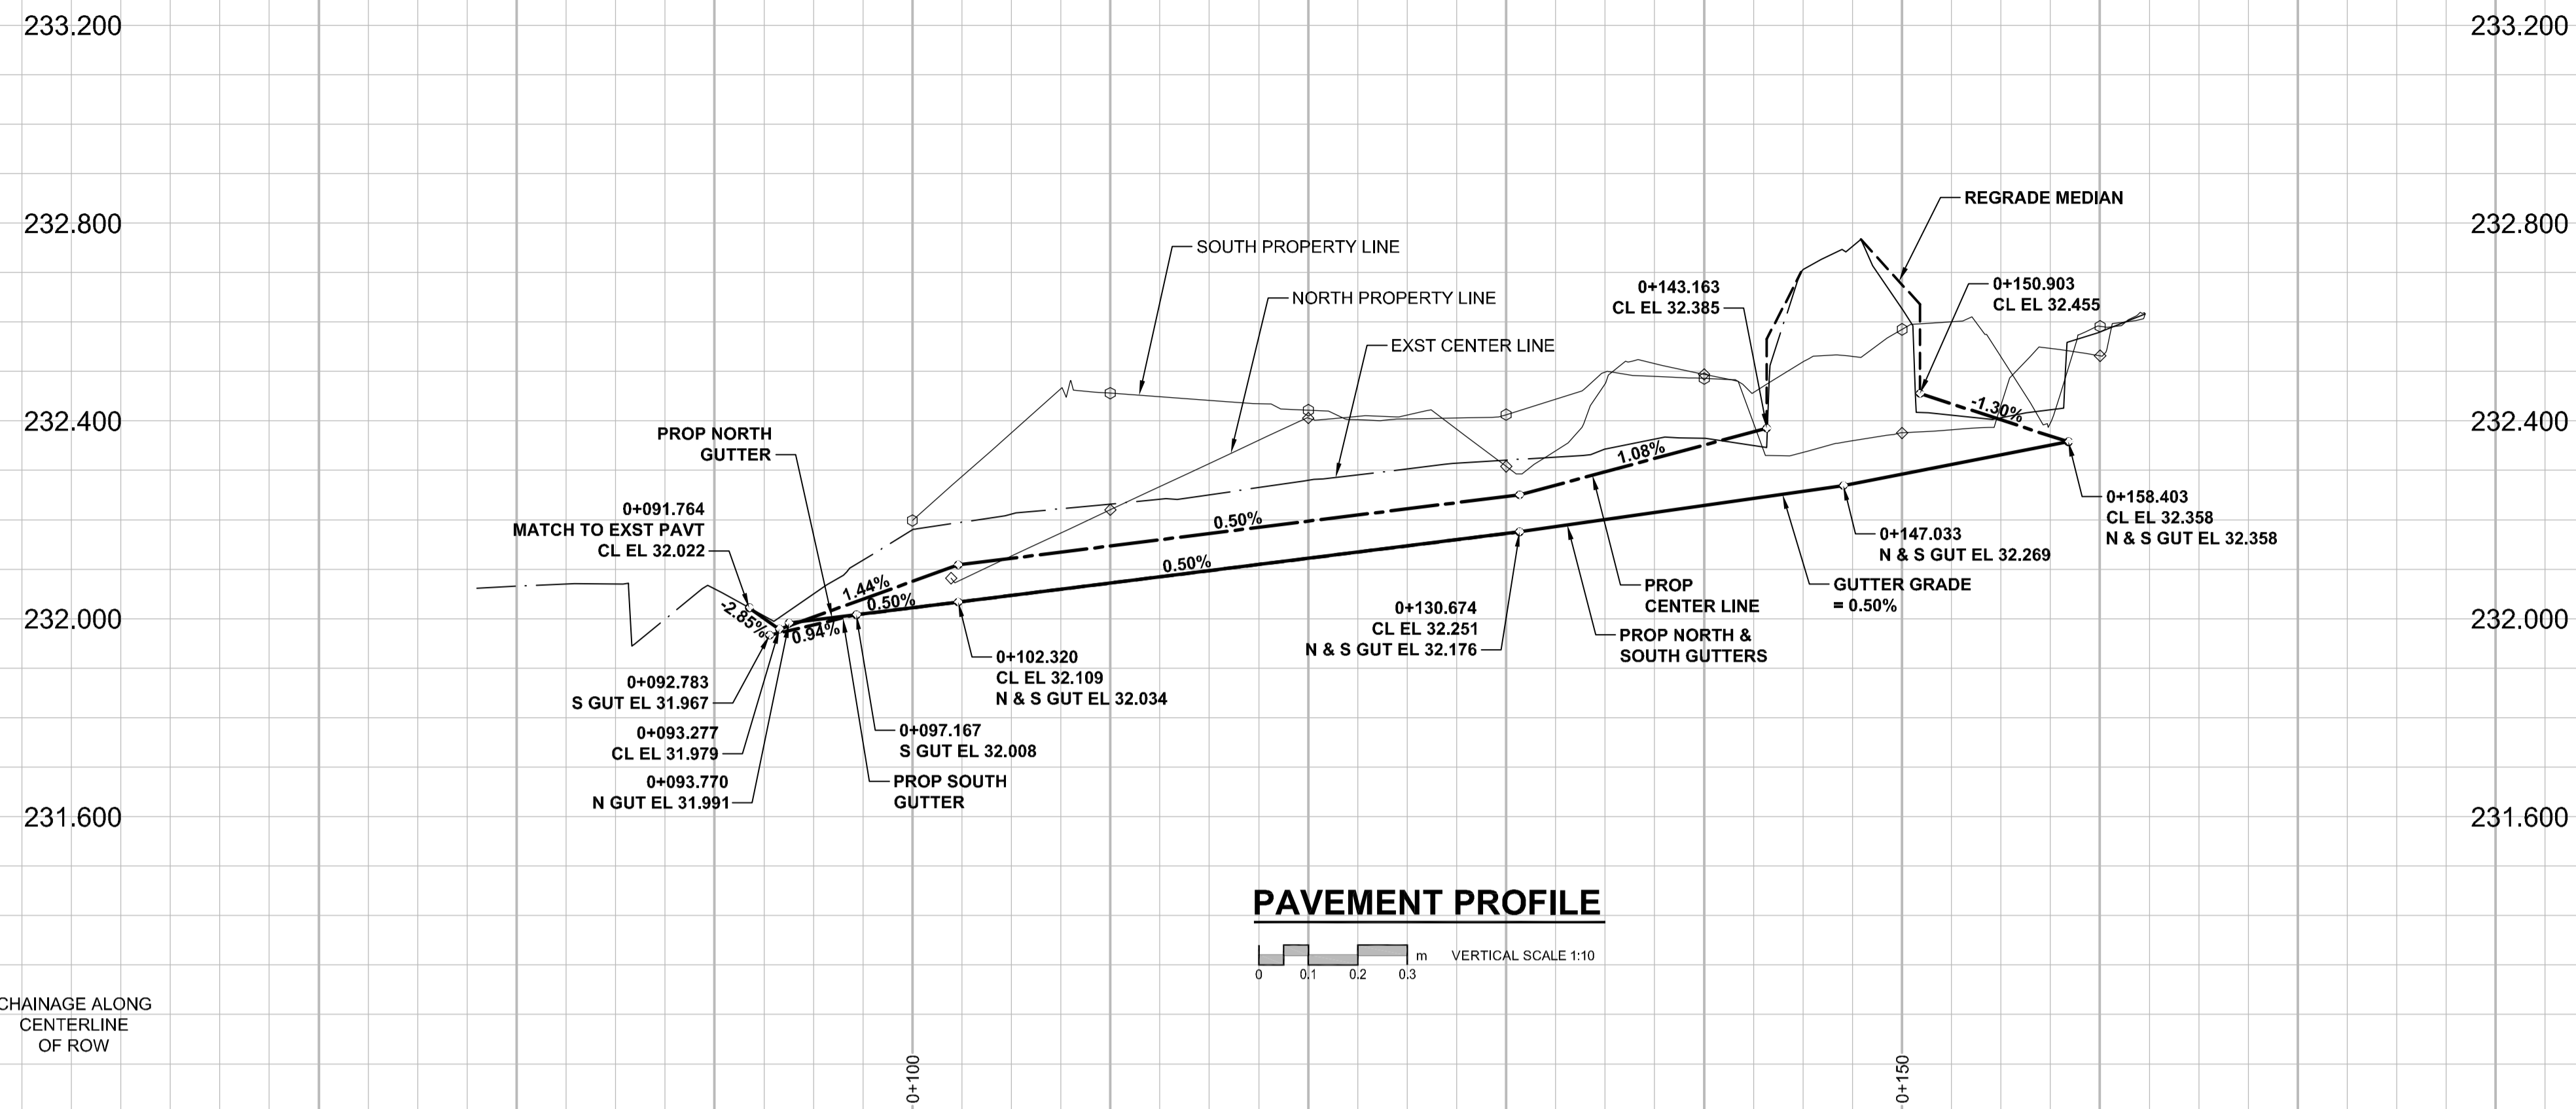 233.200
233.200
232.800
232.800
232.400
232.400
232.000
232.000
231.600
231.600
REGRADE MEDIAN
SOUTH PROPERTY LINE
NORTH PROPERTY LINE
EXST CENTER LINE
0+143.163
CL EL 32.385
0+150.903
CL EL 32.455
PROP NORTH
GUTTER
0+091.764
MATCH TO EXST PAVT
CL EL 32.022
-2.85%
1.44%
0.94%
0.50%
0.50%
0.50%
1.08%
-1.30%
0+158.403
CL EL 32.358
N & S GUT EL 32.358
0+147.033
N & S GUT EL 32.269
GUTTER GRADE
= 0.50%
PROP
CENTER LINE
PROP NORTH &
SOUTH GUTTERS
0+130.674
CL EL 32.251
N & S GUT EL 32.176
0+102.320
CL EL 32.109
N & S GUT EL 32.034
0+092.783
S GUT EL 31.967
0+093.277
CL EL 31.979
0+093.770
N GUT EL 31.991
0+097.167
S GUT EL 32.008
PROP SOUTH
GUTTER
PAVEMENT PROFILE
0 0.1 0.2 0.3 m VERTICAL SCALE 1:10
CHAINAGE ALONG
CENTERLINE
OF ROW
0+100
0+150